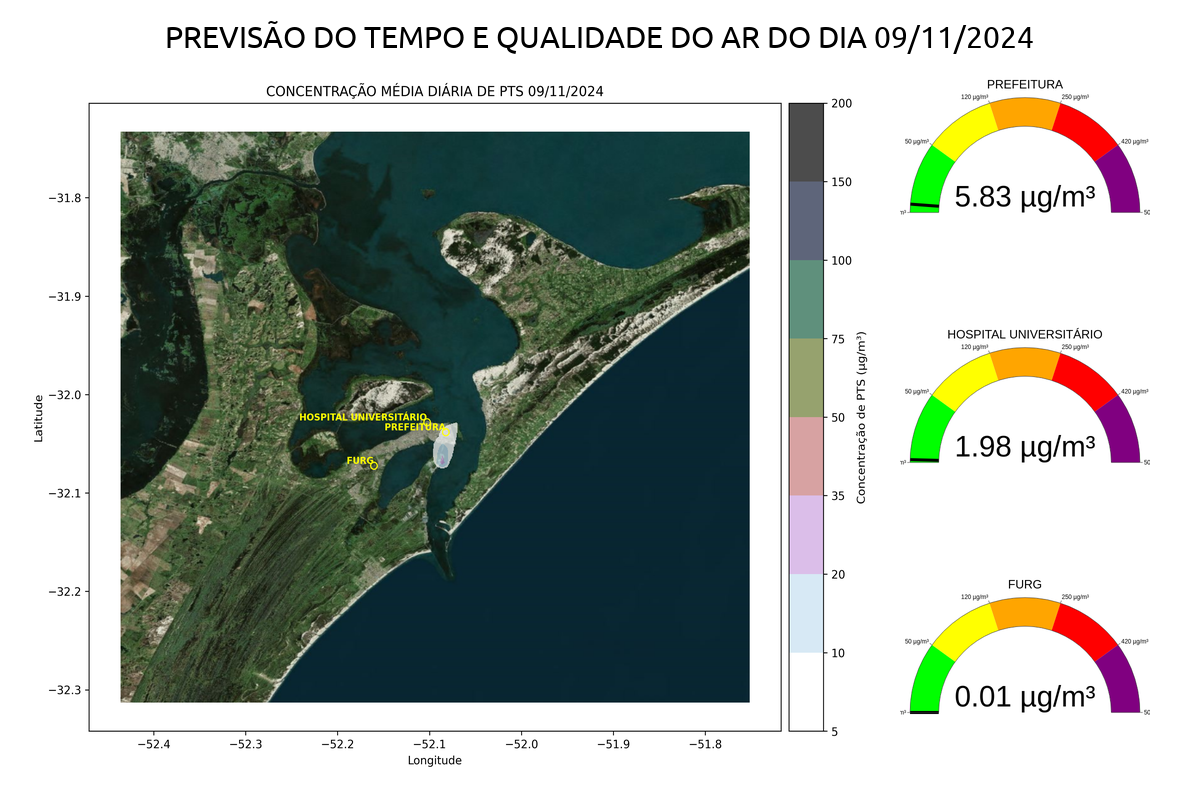 PREVISÃO DO TEMPO E QUALIDADE DO AR DO DIA 09/11/2024
CONCENTRAÇÃO MÉDIA DIÁRIA DE PTS 09/11/2024
Latitude
−31.8
−31.9
−32.0
−32.1
−32.2
−32.3
HOSPITAL UNIVERSITÁRIO
PREFEITURA
FURG
−52.4
−52.3
−52.2
−52.1
−52.0
−51.9
−51.8
Longitude
200
150
100
75
50
35
20
10
5
Concentração de PTS (µg/m³)
PREFEITURA
50 µg/m³
120 µg/m³
250 µg/m³
420 µg/m³
5.83 µg/m³
HOSPITAL UNIVERSITÁRIO
50 µg/m³
120 µg/m³
250 µg/m³
420 µg/m³
1.98 µg/m³
FURG
50 µg/m³
120 µg/m³
250 µg/m³
420 µg/m³
0.01 µg/m³